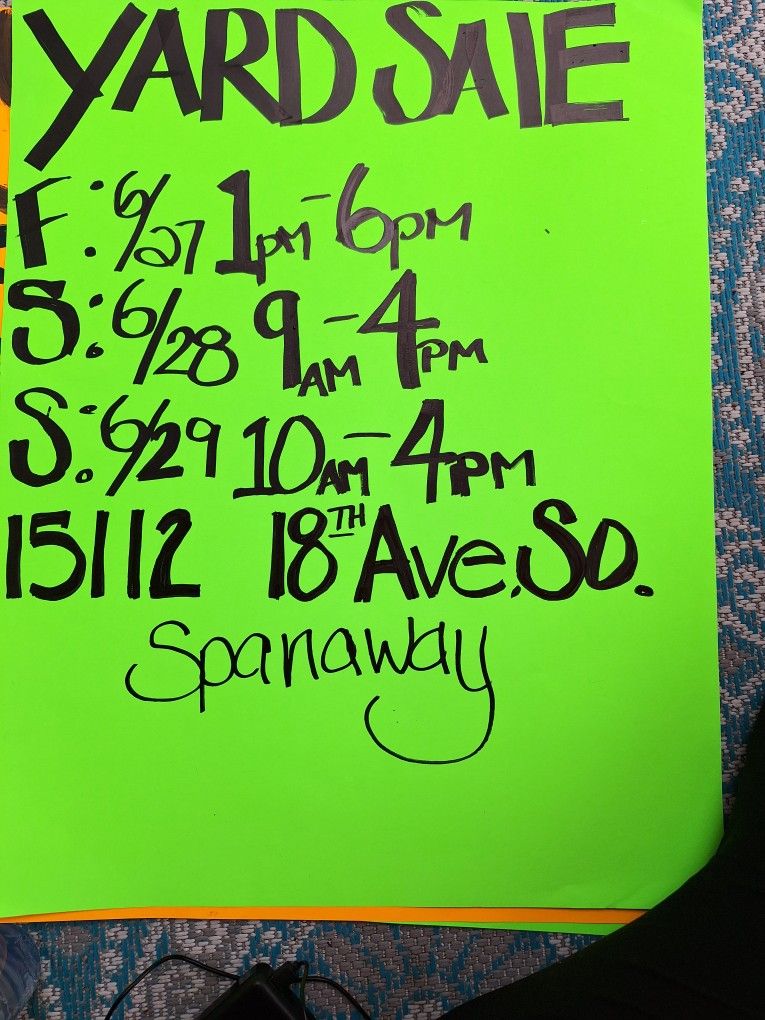 YARD SALE
F: 6/27 1PM-6PM
S: 6/28 9AM-4PM
S: 6/29 10AM-4PM
15112 18TH Ave. SO.
Spanaway